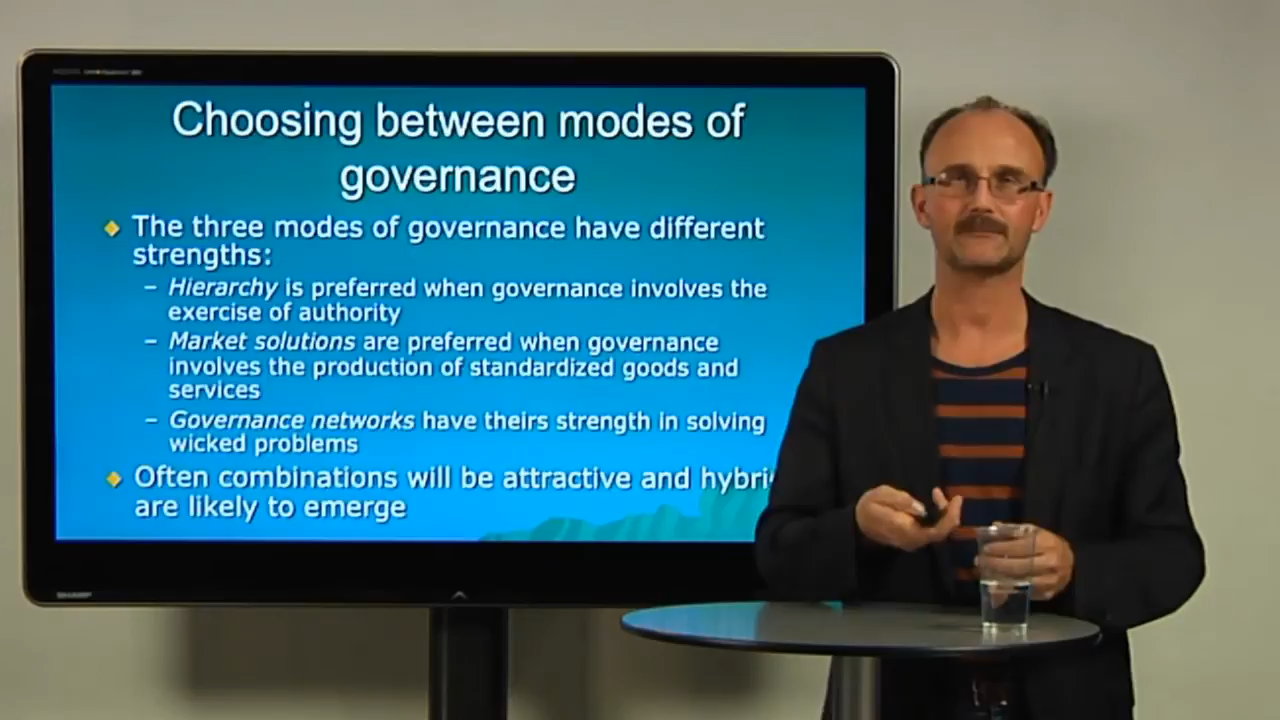 Choosing between modes of
governance
The three modes of governance have different
strengths:
– Hierarchy is preferred when governance involves the
exercise of authority
– Market solutions are preferred when governance
involves the production of standardized goods and
services
– Governance networks have theirs strength in solving
wicked problems
Often combinations will be attractive and hybri
are likely to emerge
SHARP